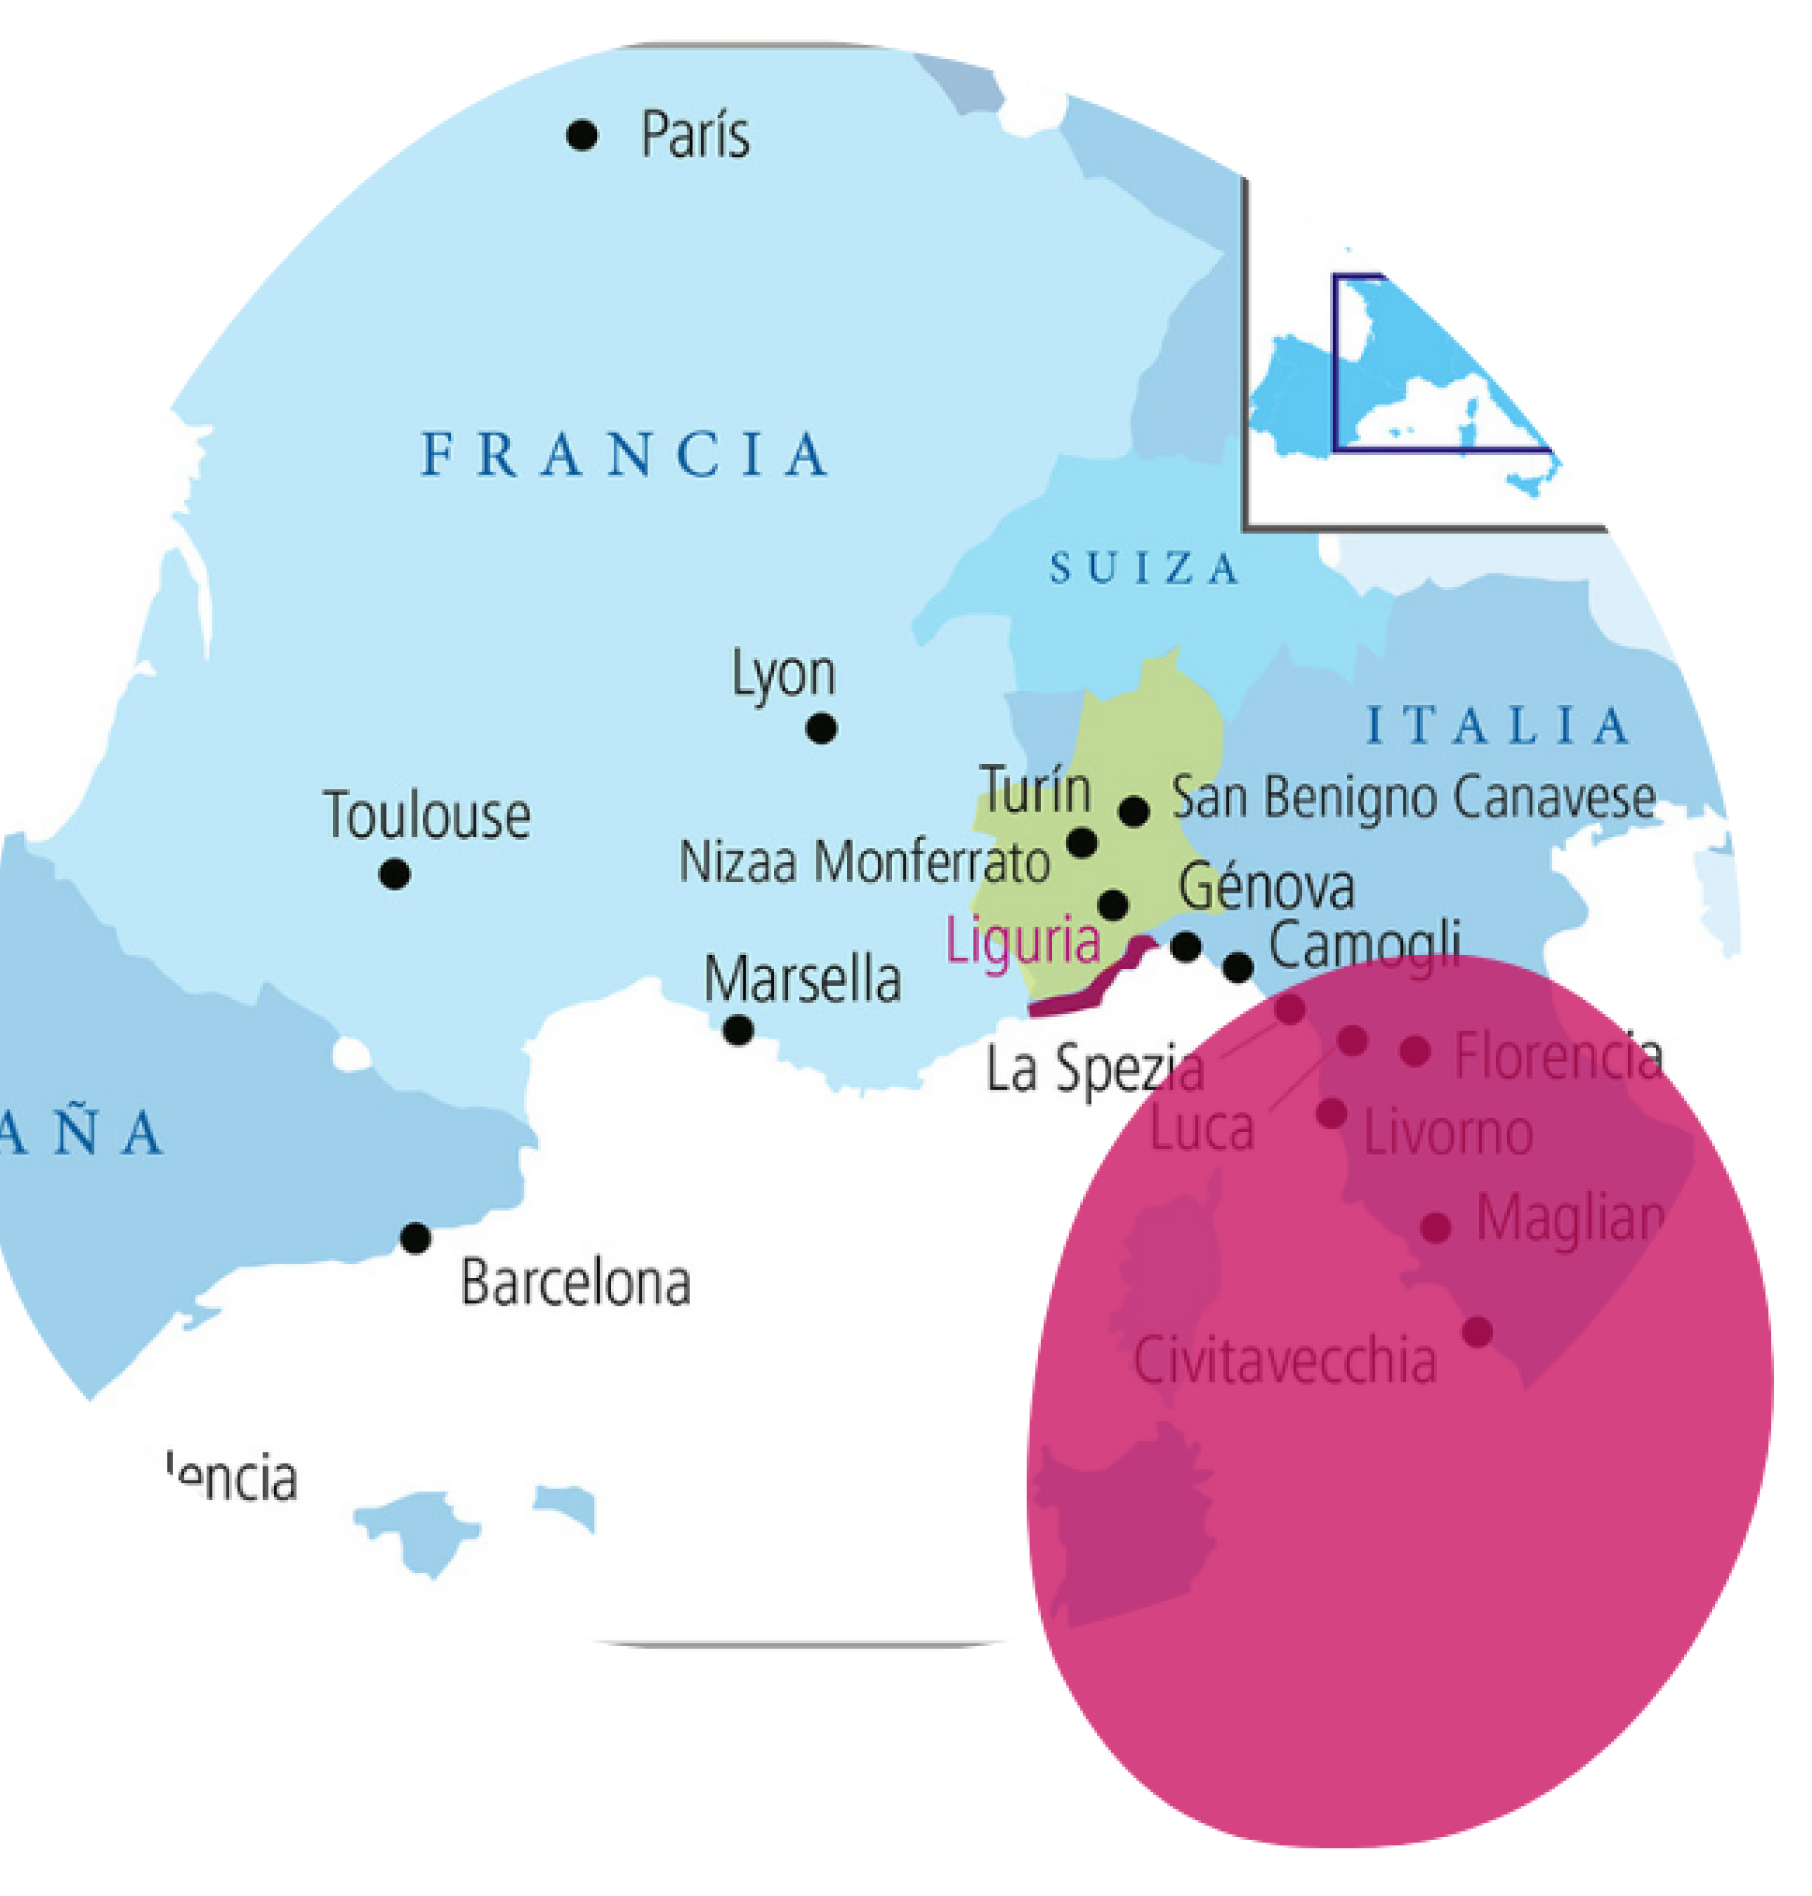 París
FRANCIA
SUIZA
Lyon
ITALIA
Turín
San Benigno Canavese
Toulouse
Nizaa Monferrato
Génova
Liguria
Camogli
Marsella
La Spezia
Florencia
Luca
Livorno
AÑA
Maglian
Barcelona
Civitavecchia
encia